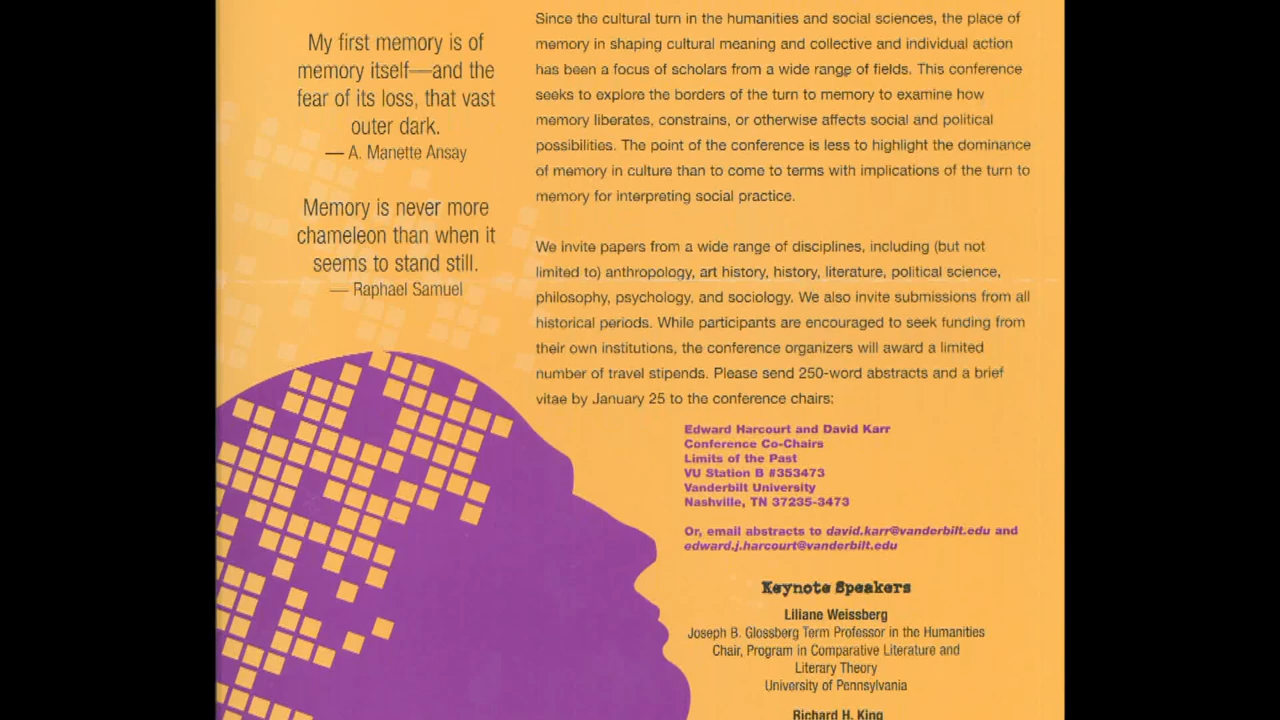 My first memory is of
memory itself—and the
fear of its loss, that vast
outer dark.
— A. Manette Ansay
Memory is never more
chameleon than when it
seems to stand still.
— Raphael Samuel
Since the cultural turn in the humanities and social sciences, the place of
memory in shaping cultural meaning and collective and individual action
has been a focus of scholars from a wide range of fields. This conference
seeks to explore the borders of the turn to memory to examine how
memory liberates, constrains, or otherwise affects social and political
possibilities. The point of the conference is less to highlight the dominance
of memory in culture than to come to terms with implications of the turn to
memory for interpreting social practice.
We invite papers from a wide range of disciplines, including (but not
limited to) anthropology, art history, history, literature, political science,
philosophy, psychology, and sociology. We also invite submissions from all
historical periods. While participants are encouraged to seek funding from
their own institutions, the conference organizers will award a limited
number of travel stipends. Please send 250-word abstracts and a brief
vitae by January 25 to the conference chairs:
Edward Harcourt and David Karr
Conference Co-Chairs
Limits of the Past
VU Station B #353473
Vanderbilt University
Nashville, TN 37235-3473
Or, email abstracts to david.karr@vanderbilt.edu and
edward.j.harcourt@vanderbilt.edu
Keynote Speakers
Liliane Weissberg
Joseph B. Glossberg Term Professor in the Humanities
Chair, Program in Comparative Literature and
Literary Theory
University of Pennsylvania
Richard H. King